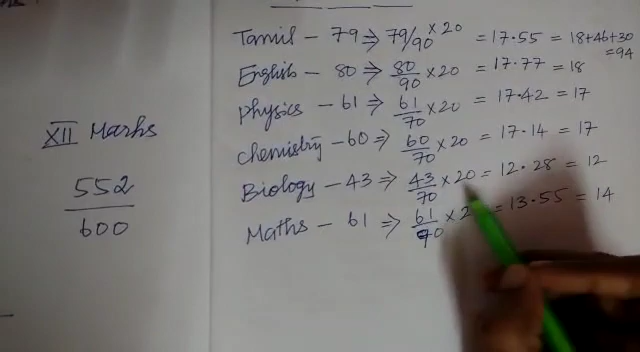 XII Marks
552
600
Tamil - 79 ⇒ 79/90 × 20 = 17.55 = 18+46+30
=94
English - 80 ⇒ 80/90 × 20 = 17.77 = 18
Physics - 61 ⇒ 61/70 × 20 = 17.42 = 17
Chemistry - 60 ⇒ 60/70 × 20 = 17.14 = 17
Biology - 43 ⇒ 43/70 × 20 = 12.28 = 12
Maths - 61 ⇒ 61/90 × 2 = 13.55 = 14